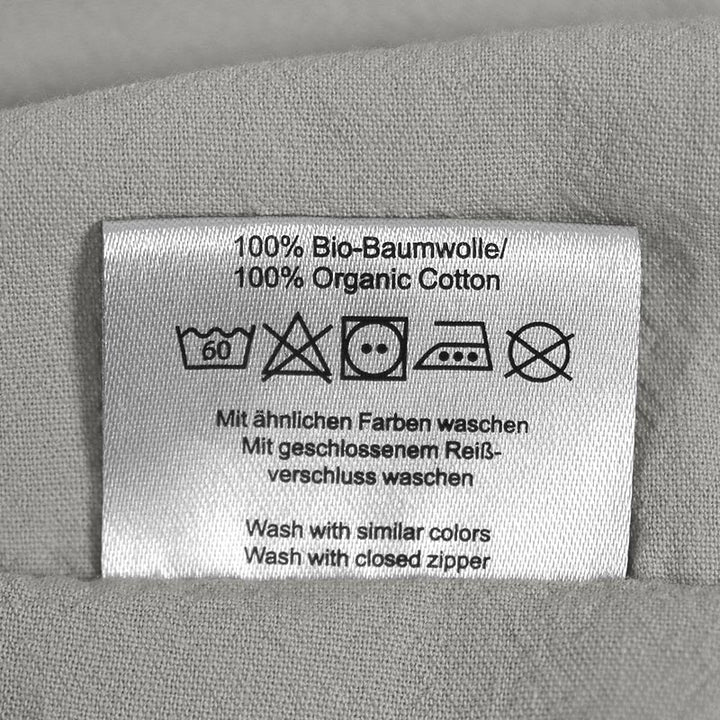 100% Bio-Baumwolle/
100% Organic Cotton
60
Mit ähnlichen Farben waschen
Mit geschlossenem Reiß-
verschluss waschen
Wash with similar colors
Wash with closed zipper